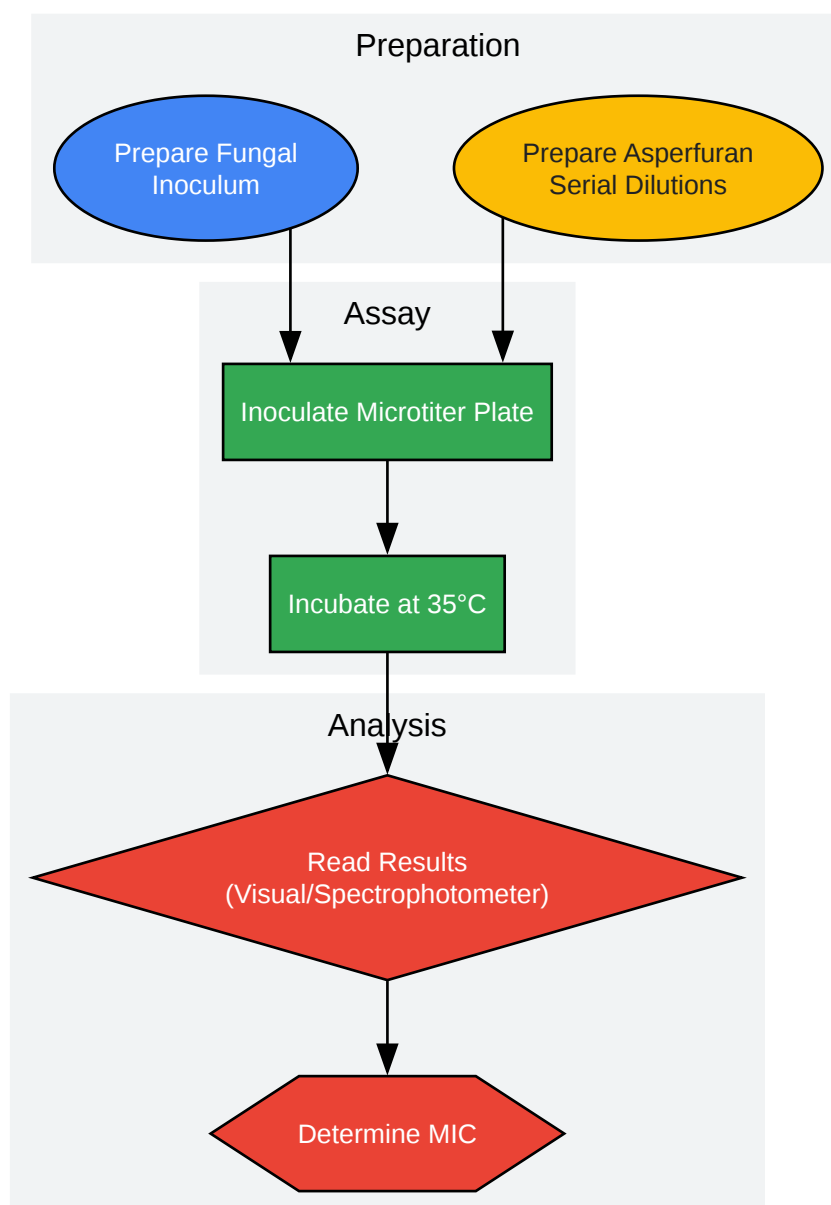 Preparation
Prepare Fungal
Inoculum
Prepare Asperfuran
Serial Dilutions
Assay
Inoculate Microtiter Plate
Incubate at 35°C
Analysis
Read Results
(Visual/Spectrophotometer)
Determine MIC